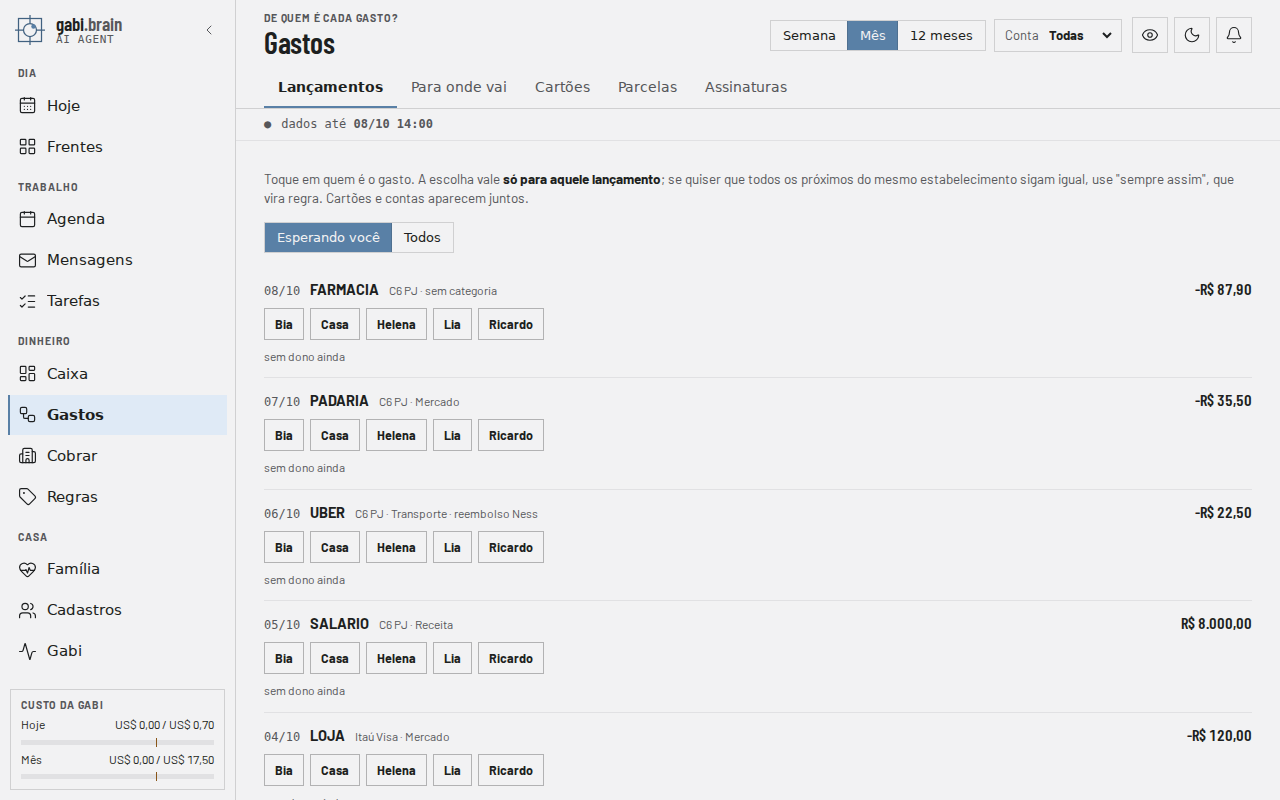 gabi.brain
AI AGENT
DIA
Hoje
Frentes
TRABALHO
Agenda
Mensagens
Tarefas
DINHEIRO
Caixa
Gastos
Cobrar
Regras
CASA
Família
Cadastros
Gabi
CUSTO DA GABI
Hoje US$ 0,00 / US$ 0,70
Mês US$ 0,00 / US$ 17,50
DE QUEM É CADA GASTO?
Gastos
Semana Mês 12 meses Conta Todas
Lançamentos Para onde vai Cartões Parcelas Assinaturas
● dados até 08/10 14:00
Toque em quem é o gasto. A escolha vale só para aquele lançamento; se quiser que todos os próximos do mesmo estabelecimento sigam igual, use "sempre assim", que
vira regra. Cartões e contas aparecem juntos.
Esperando você Todos
08/10 FARMACIA C6 PJ · sem categoria -R$ 87,90
Bia Casa Helena Lia Ricardo
sem dono ainda
07/10 PADARIA C6 PJ · Mercado -R$ 35,50
Bia Casa Helena Lia Ricardo
sem dono ainda
06/10 UBER C6 PJ · Transporte · reembolso Ness -R$ 22,50
Bia Casa Helena Lia Ricardo
sem dono ainda
05/10 SALARIO C6 PJ · Receita R$ 8.000,00
Bia Casa Helena Lia Ricardo
sem dono ainda
04/10 LOJA Itaú Visa · Mercado -R$ 120,00
Bia Casa Helena Lia Ricardo